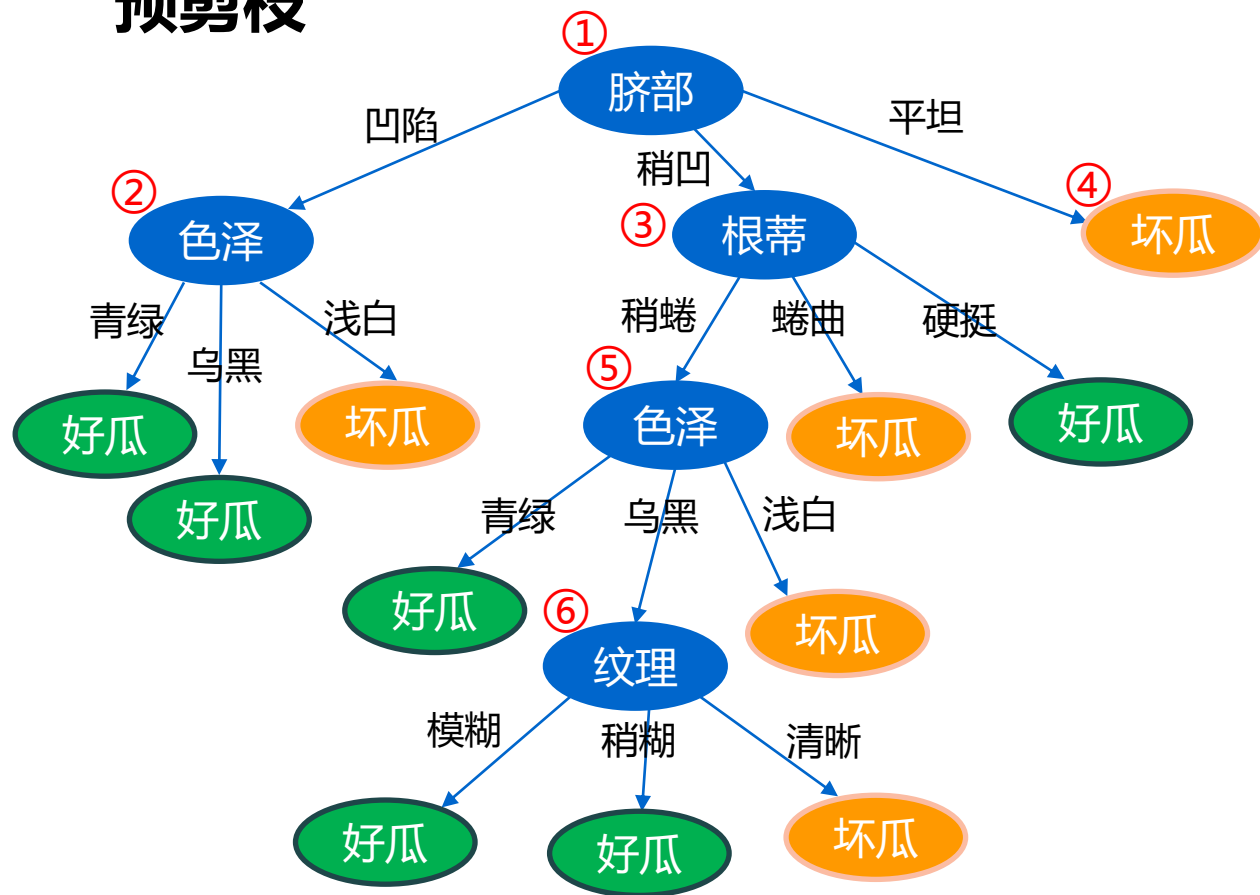 预剪枝
①
脐部
凹陷
稍凹
平坦
②
色泽
③
根蒂
④
坏瓜
青绿
乌黑
浅白
稍蜷
蜷曲
硬挺
好瓜
好瓜
坏瓜
⑤
色泽
坏瓜
好瓜
青绿
乌黑
浅白
好瓜
⑥
纹理
坏瓜
模糊
稍糊
清晰
好瓜
好瓜
坏瓜